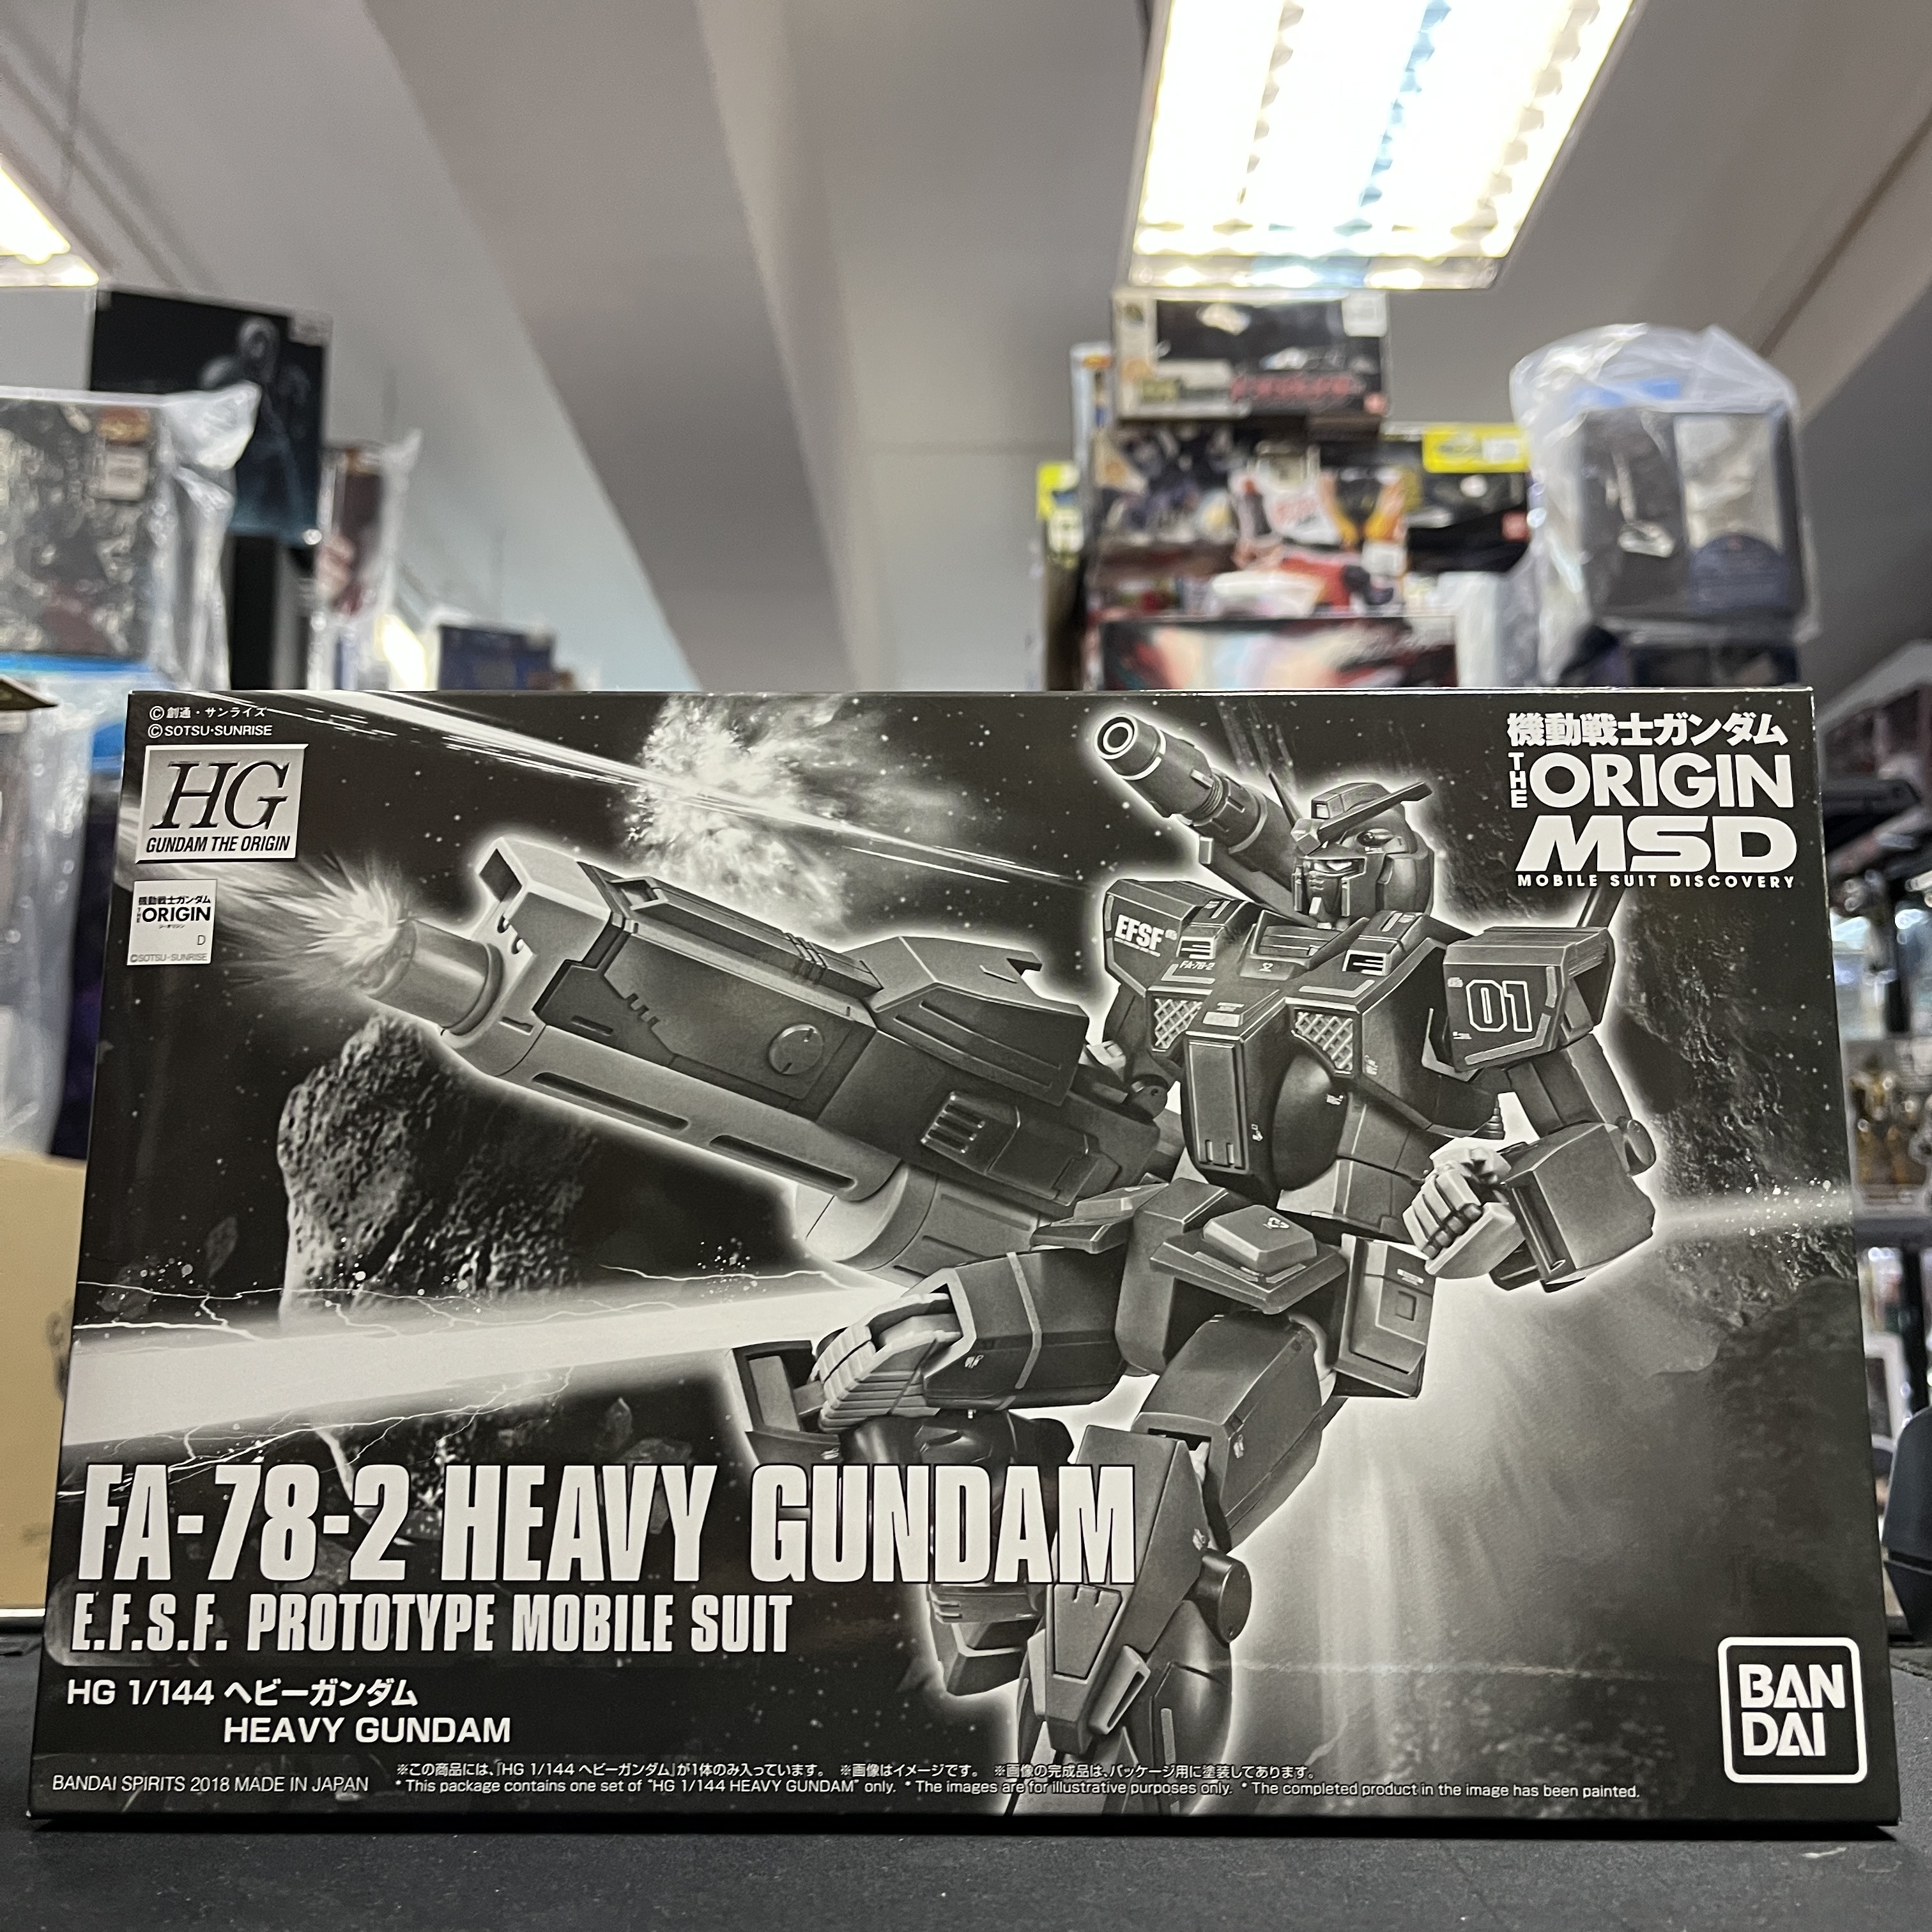 ©創通・サンライズ
©SOTSU・SUNRISE
HG
GUNDAM THE ORIGIN
機動戦士ガンダム
THE ORIGIN
D
©SOTSU・SUNRISE
機動戦士ガンダム
THE ORIGIN
MSD
MOBILE SUIT DISCOVERY
EFSF
FA-78-2
01
FA-78-2 HEAVY GUNDAM
E.F.S.F. PROTOTYPE MOBILE SUIT
HG 1/144 ヘビーガンダム
HEAVY GUNDAM
BAN
DAI
BANDAI SPIRITS 2018 MADE IN JAPAN
※この商品には、「HG 1/144 ヘビーガンダム」が1体のみ入っています。 ※画像はイメージです。 ※画像の完成品は、パッケージ用に塗装してあります。
* This package contains one set of "HG 1/144 HEAVY GUNDAM" only. * The images are for illustrative purposes only. * The completed product in the image has been painted.